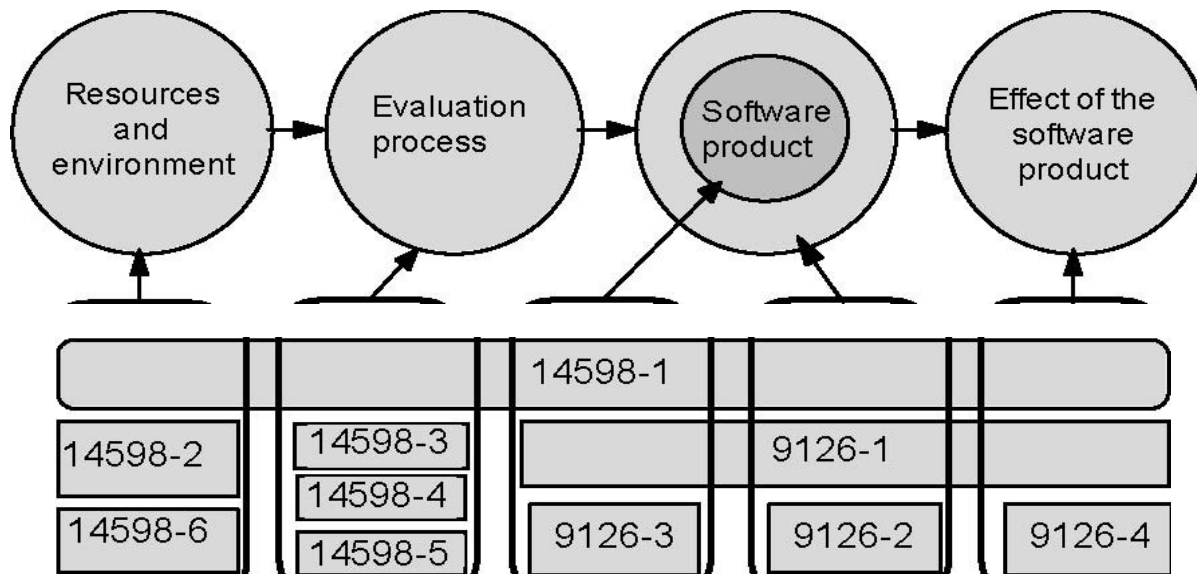 Resources
and
environment
Evaluation
process
Software
product
Effect of the
software
product
14598-1
14598-2
14598-6
14598-3
14598-4
14598-5
9126-1
9126-3
9126-2
9126-4